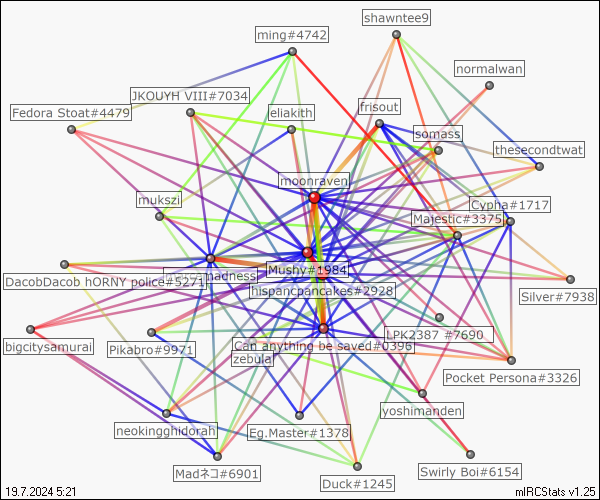 shawntee9
ming#4742
normalwan
JKOUYH VIII#7034
Fedora Stoat#4479
eliakith
frisout
somass
thesecondtwat
moonraven
mukszi
Cypha#1717
Majestic#3375
Mushy#1984
madness
DacobDacob hORNY police#5271
hispancpancakes#2928
Silver#7938
LPK2387 #7690
bigcitysamurai
Pikabro#9971
Can anything be saved#0396
zebula
Pocket Persona#3326
yoshimanden
neokingghidorah
Eg.Master#1378
Madネコ#6901
Swirly Boi#6154
Duck#1245
19.7.2024 5:21
mIRCStats v1.25